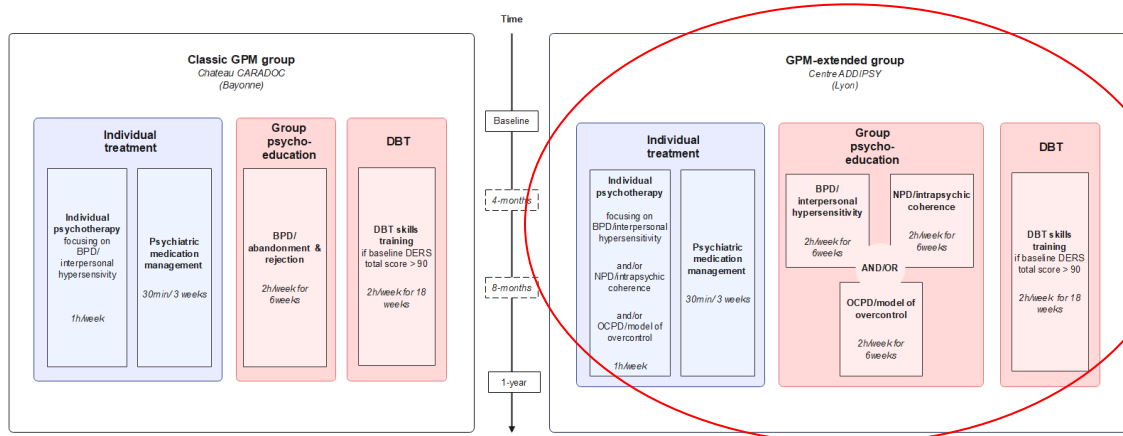 Time
Classic GPM group
Chateau CARADOC
(Bayonne)
Individual
treatment
Individual
psychotherapy
focusing on
BPD/
interpersonal
hypersensivity
1h/week
Psychiatric
medication
management
30min/ 3 weeks
Group
psycho-
education
BPD/
abandonment &
rejection
2h/week for
6weeks
DBT
DBT skills
training
if baseline DERS
total score > 90
2h/week for 18
weeks
Baseline
4-months
8-months
1-year
GPM-extended group
Centre ADDIPSY
(Lyon)
Individual
treatment
Individual
psychotherapy
focusing on
BPD/interpersonal
hypersensitivity
and/or
NPD/intrapsychic
coherence
and/or
OCPD/model of
overcontrol
1h/week
Psychiatric
medication
management
30min/ 3 weeks
Group
psycho-
education
BPD/
interpersonal
hypersensitivity
2h/week for
6weeks
NPD/intrapsychic
coherence
2h/week for
6weeks
AND/OR
OCPD/model of
overcontrol
2h/week for
6weeks
DBT
DBT skills
training
if baseline DERS
total score > 90
2h/week for 18
weeks